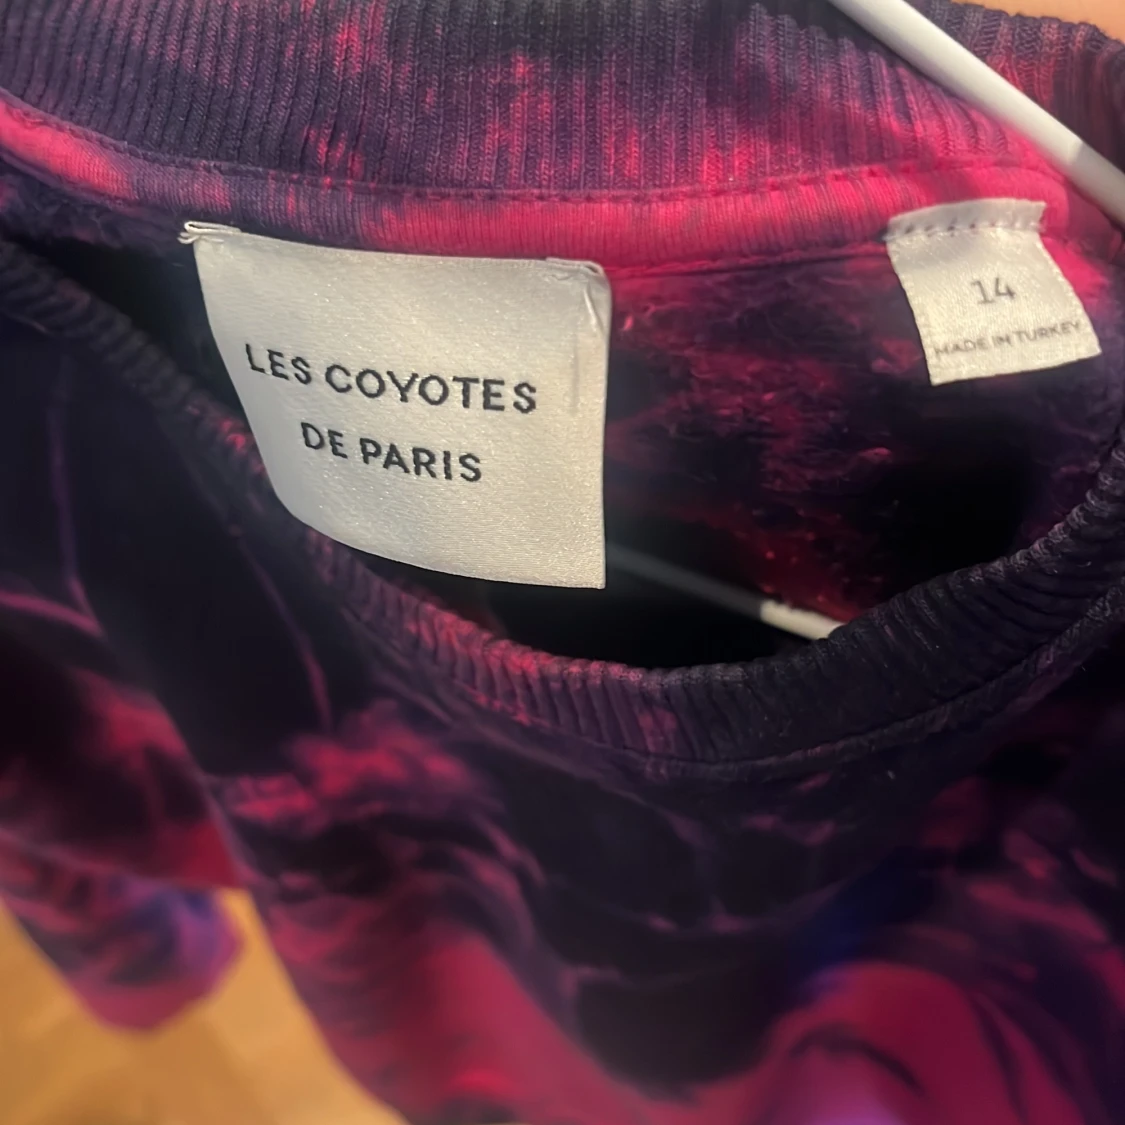 LES COYOTES
DE PARIS
14
MADE IN TURKEY